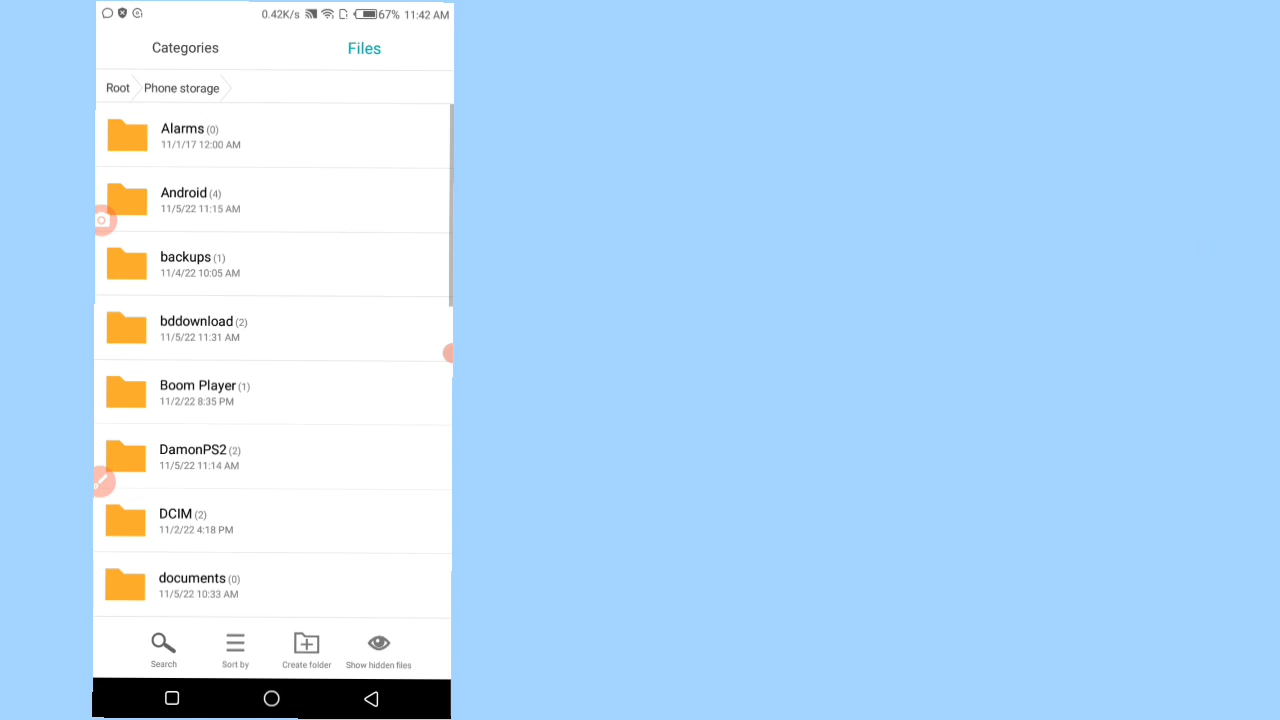 0.42K/s 67% 11:42 AM
Categories Files
Root Phone storage
Alarms (0)
11/1/17 12:00 AM
Android (4)
11/5/22 11:15 AM
backups (1)
11/4/22 10:05 AM
bddownload (2)
11/5/22 11:31 AM
Boom Player (1)
11/2/22 8:35 PM
DamonPS2 (2)
11/5/22 11:14 AM
DCIM (2)
11/2/22 4:18 PM
documents (0)
11/5/22 10:33 AM
Search Sort by Create folder Show hidden files